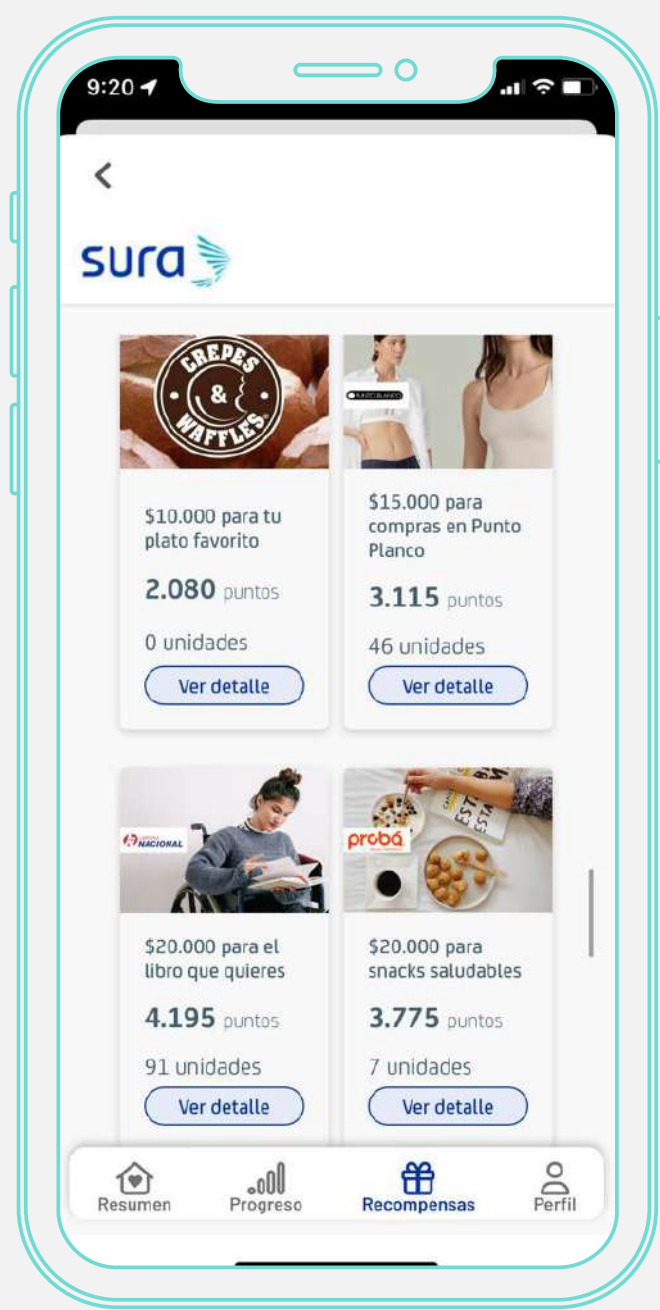 9:20
sura
CREPES
&
WAFFLES
$10.000 para tu
plato favorito
2.080 puntos
0 unidades
Ver detalle
PUNTO BLANCO
$15.000 para
compras en Punto
Planco
3.115 puntos
46 unidades
Ver detalle
NACIONAL
$20.000 para el
libro que quieres
4.195 puntos
91 unidades
Ver detalle
probá
$20.000 para
snacks saludables
3.775 puntos
7 unidades
Ver detalle
Resumen
Progreso
Recompensas
Perfil